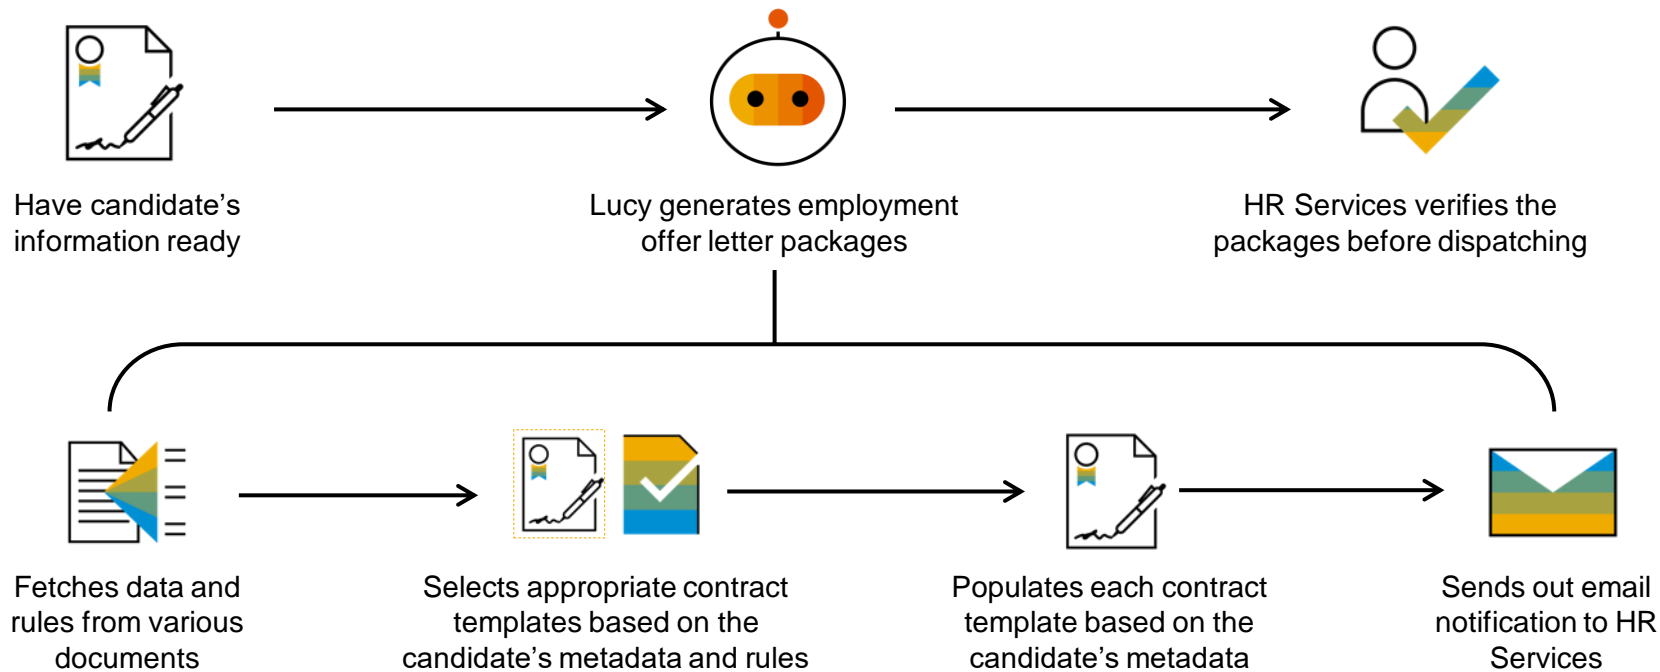 Have candidate's
information ready
Lucy generates employment
offer letter packages
HR Services verifies the
packages before dispatching
Fetches data and
rules from various
documents
Selects appropriate contract
templates based on the
candidate's metadata and rules
Populates each contract
template based on the
candidate's metadata
Sends out email
notification to HR
Services